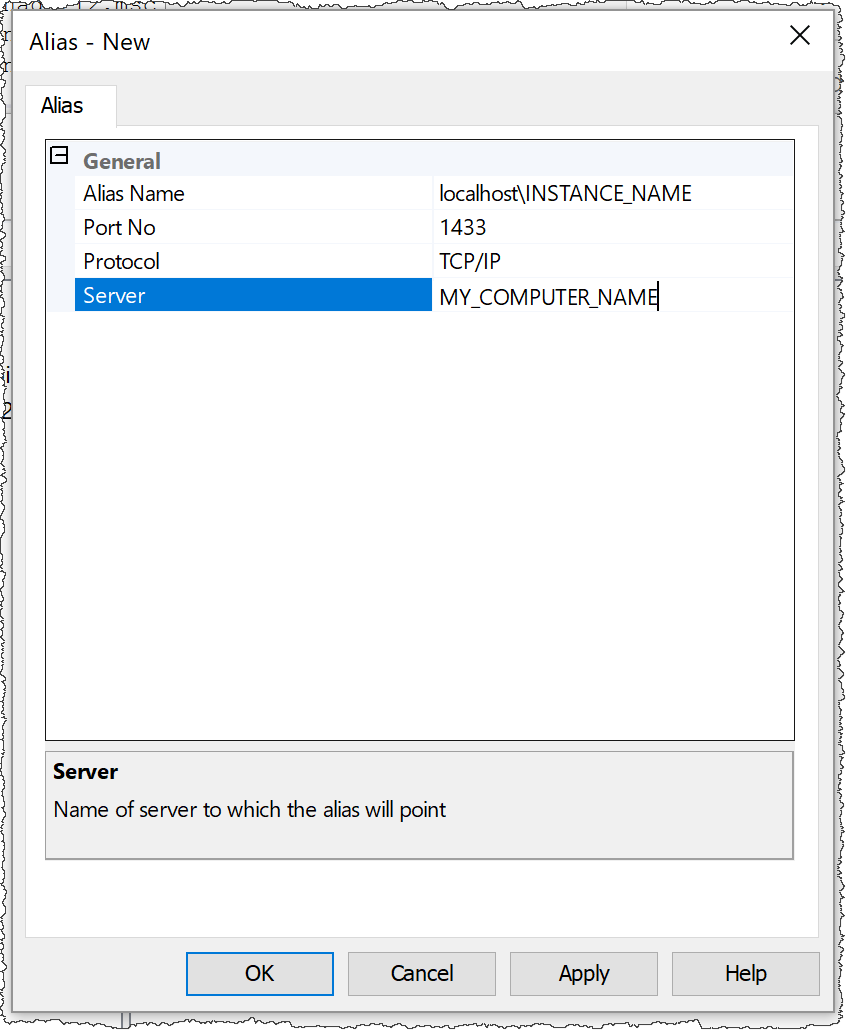 Alias - New
Alias
General
Alias Name localhost\INSTANCE_NAME
Port No 1433
Protocol TCP/IP
Server MY_COMPUTER_NAME
Server
Name of server to which the alias will point
OK Cancel Apply Help